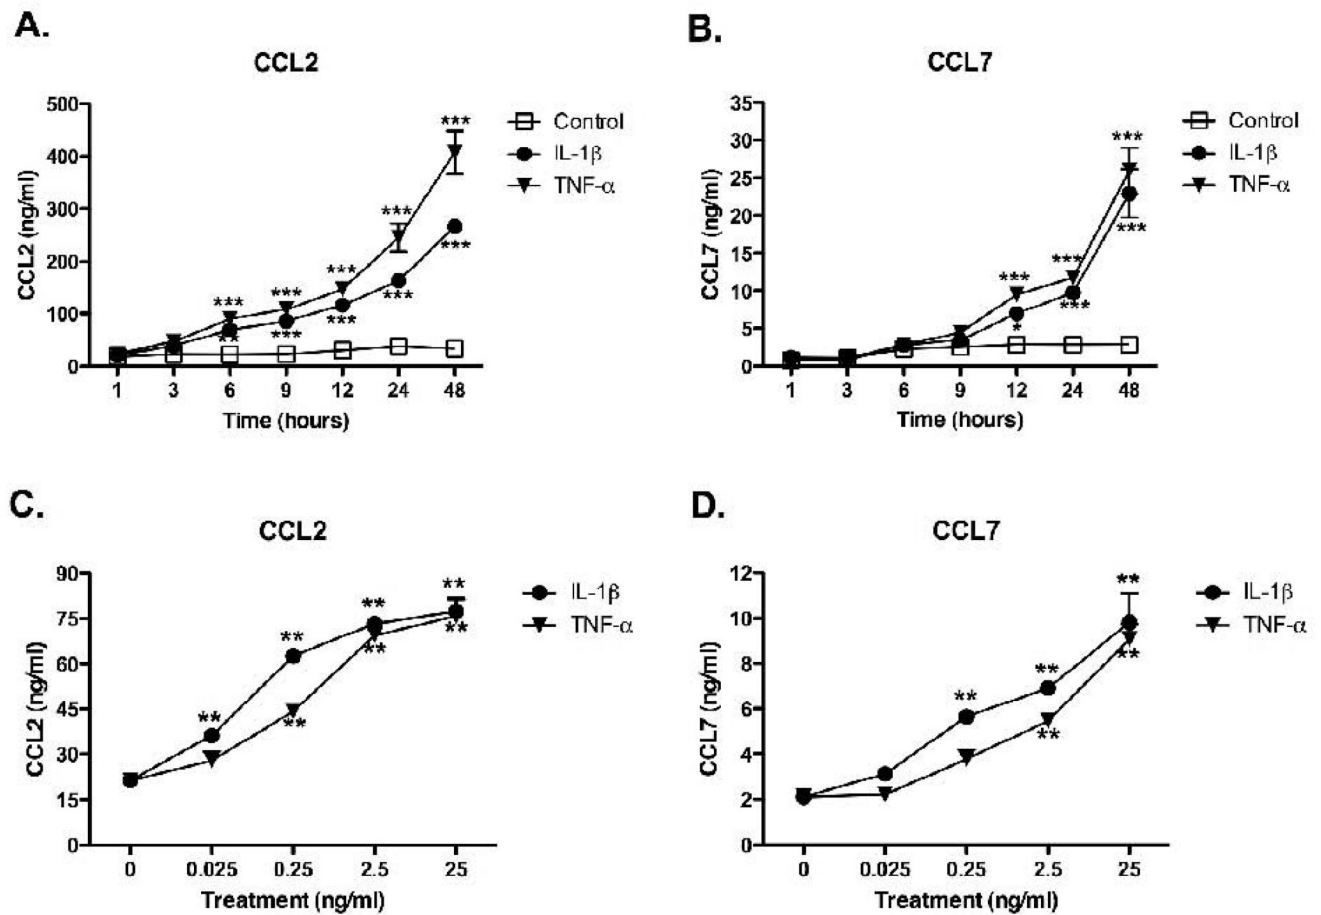 A.
CCL2
500
400
300
200
100
0
CCL2 (ng/ml)
***
***
***
***
***
***
***
***
***
**
1 3 6 9 12 24 48
Time (hours)
Control
IL-1β
TNF-α
B.
CCL7
35
30
25
20
15
10
5
0
CCL7 (ng/ml)
***
***
***
***
***
*
1 3 6 9 12 24 48
Time (hours)
Control
IL-1β
TNF-α
C.
CCL2
90
75
60
45
30
15
0
CCL2 (ng/ml)
**
**
**
**
**
**
**
0 0.025 0.25 2.5 25
Treatment (ng/ml)
IL-1β
TNF-α
D.
CCL7
12
10
8
6
4
2
0
CCL7 (ng/ml)
**
**
**
**
**
0 0.025 0.25 2.5 25
Treatment (ng/ml)
IL-1β
TNF-α